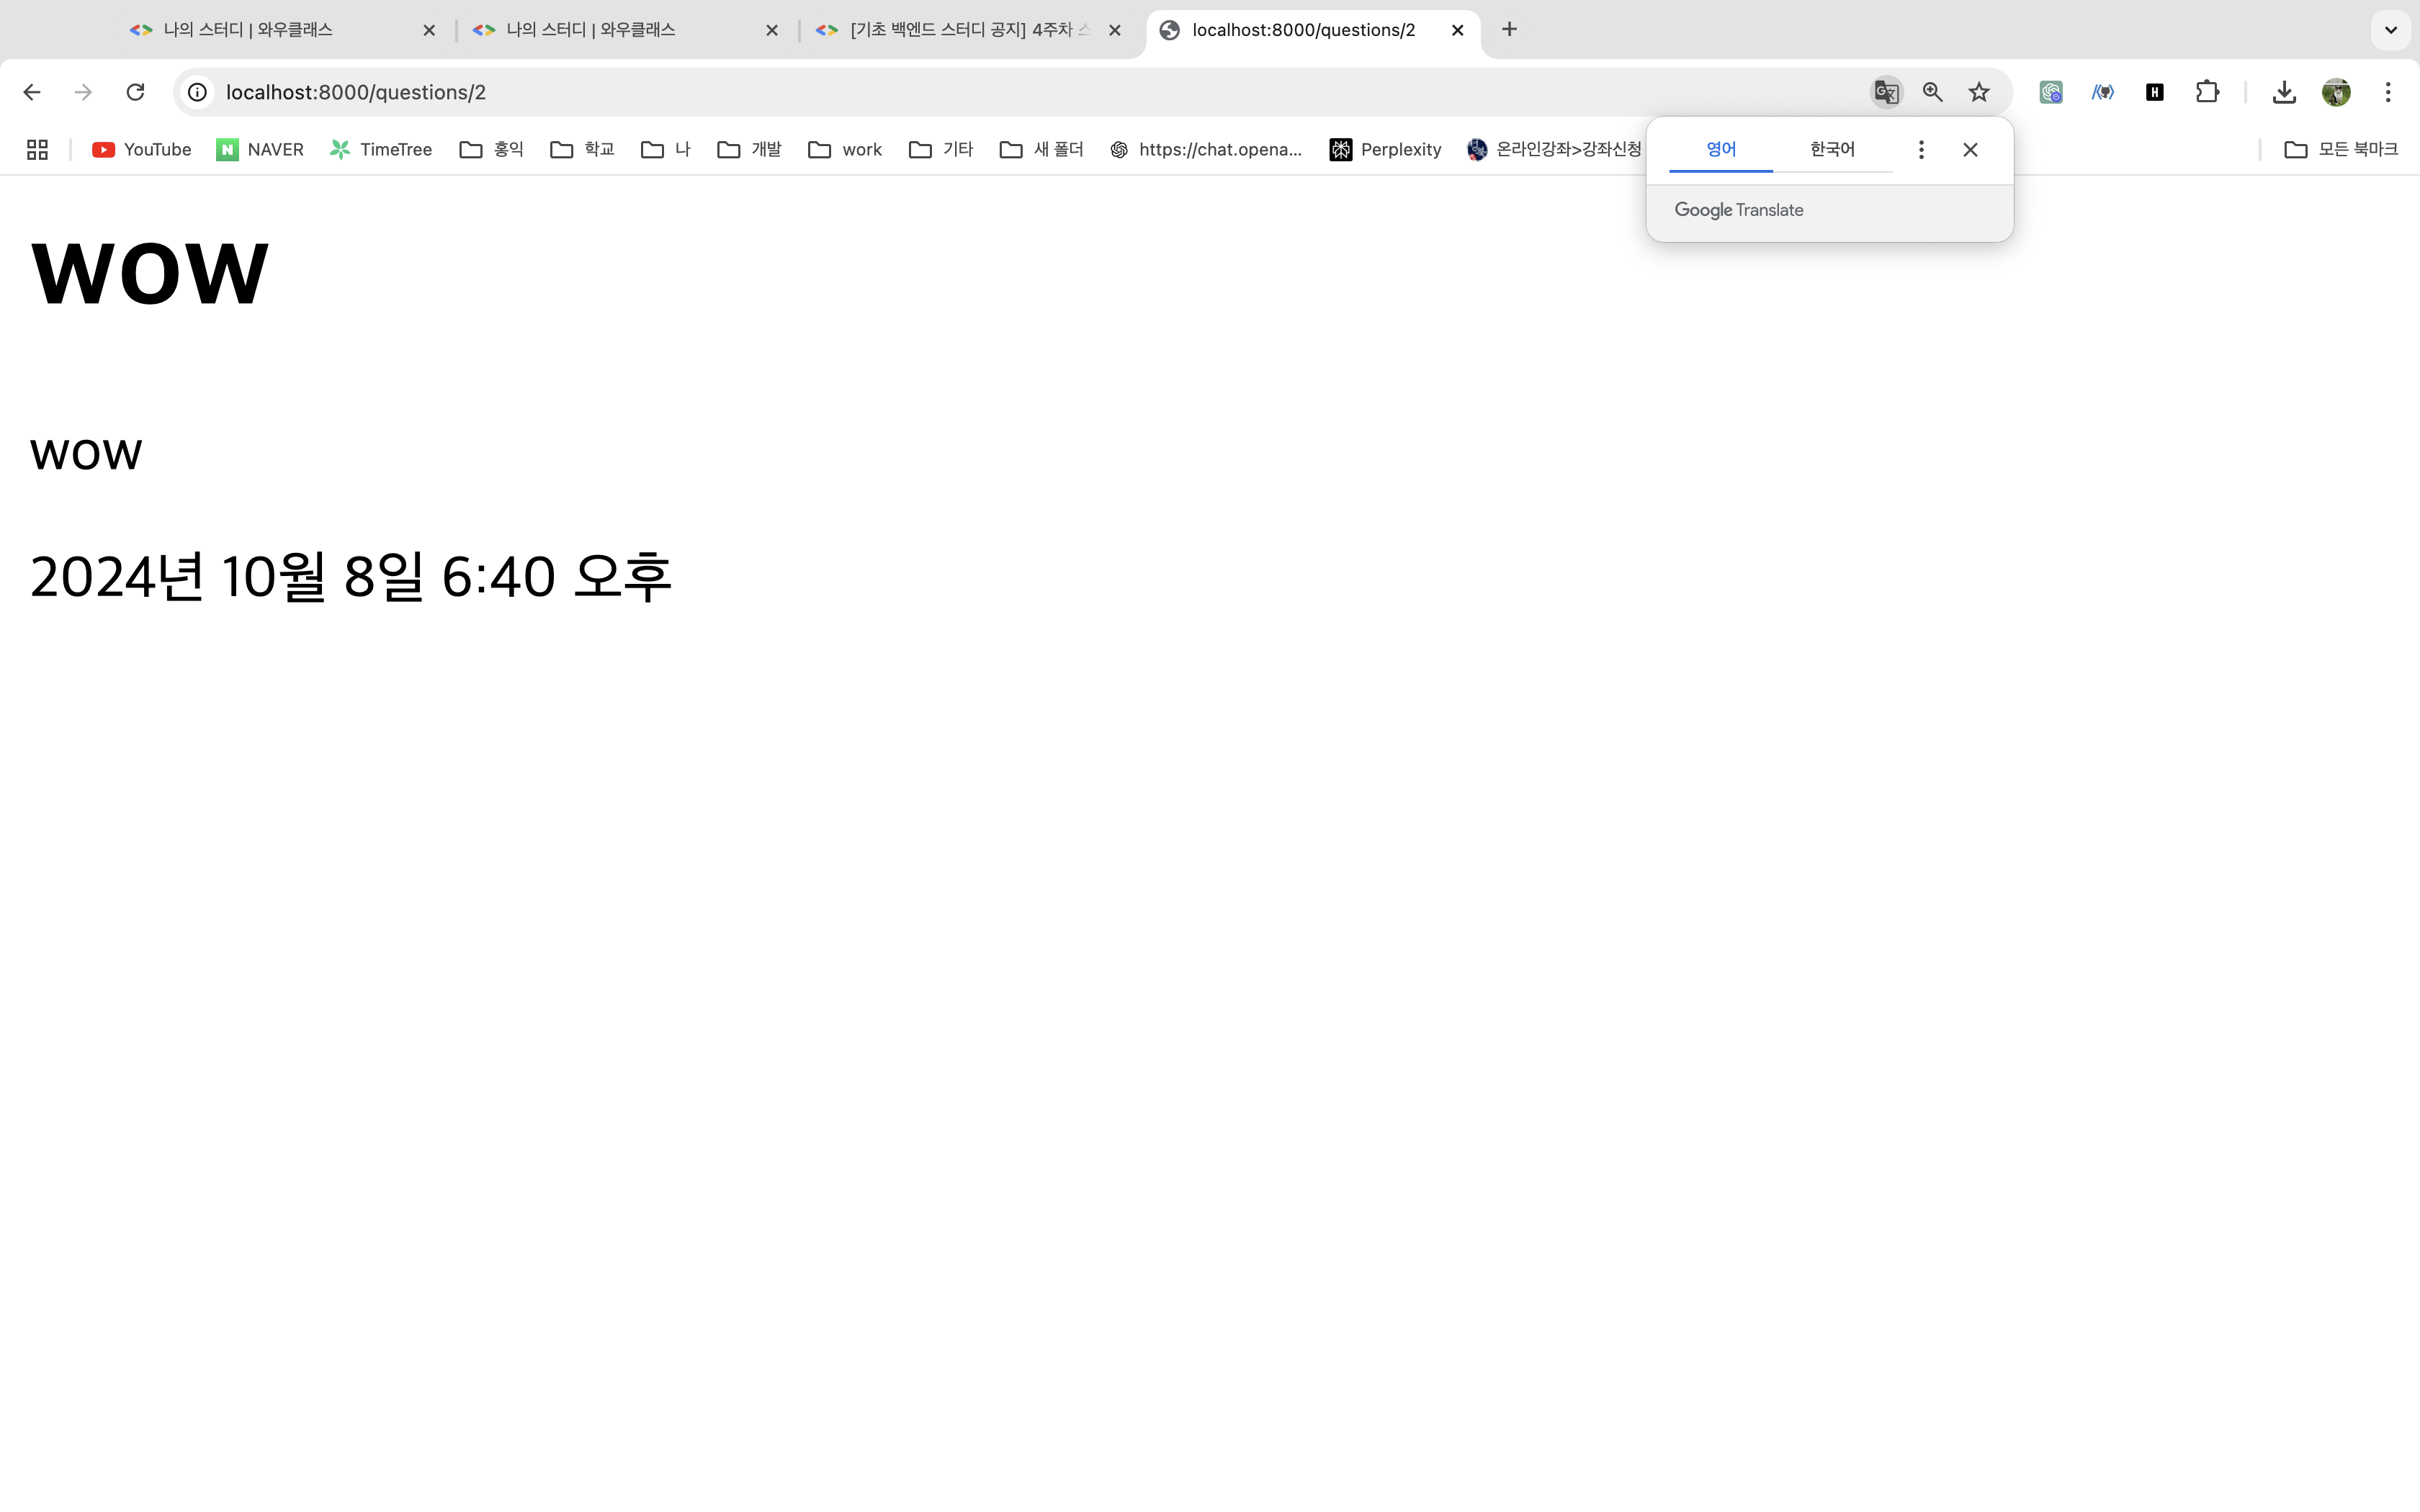 나의 스터디 | 와우클래스
나의 스터디 | 와우클래스
[기초 백엔드 스터디 공지] 4주차
localhost:8000/questions/2
localhost:8000/questions/2
YouTube
N NAVER
TimeTree
홍익
학교
나
개발
work
기타
새 폴더
https://chat.opena...
Perplexity
온라인강좌>강좌신청
모든 북마크
영어
한국어
Google Translate
wow
wow
2024년 10월 8일 6:40 오후